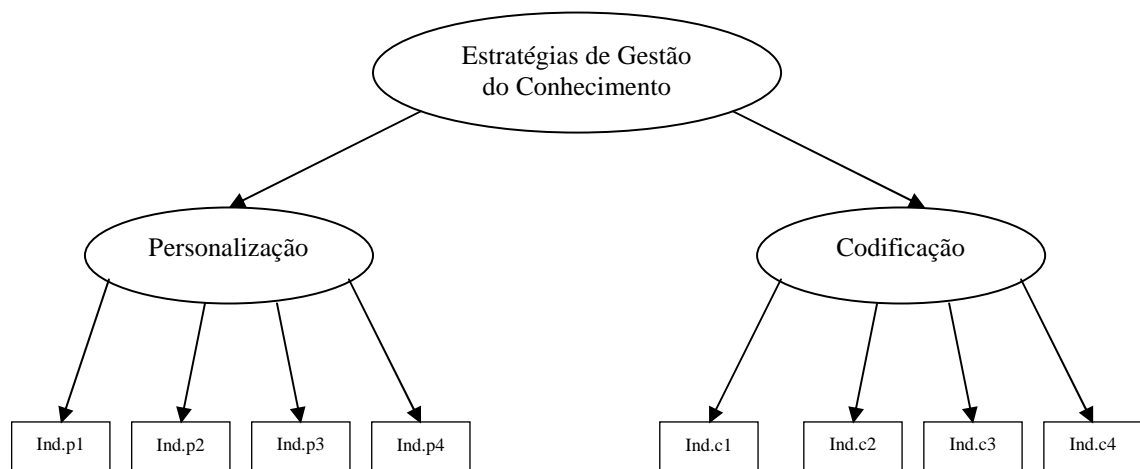 Estratégias de Gestão
do Conhecimento
Personalização
Codificação
Ind.p1
Ind.p2
Ind.p3
Ind.p4
Ind.c1
Ind.c2
Ind.c3
Ind.c4